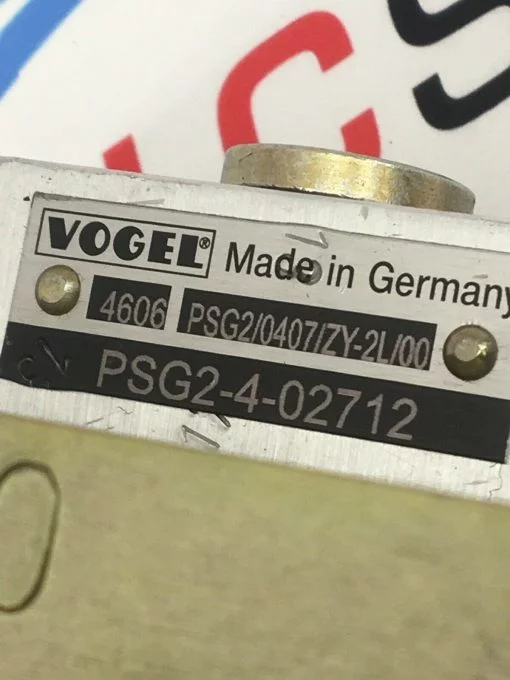 VOGEL® Made in Germany
4606 PSG2/0407/ZY-2L/00
PSG2-4-02712